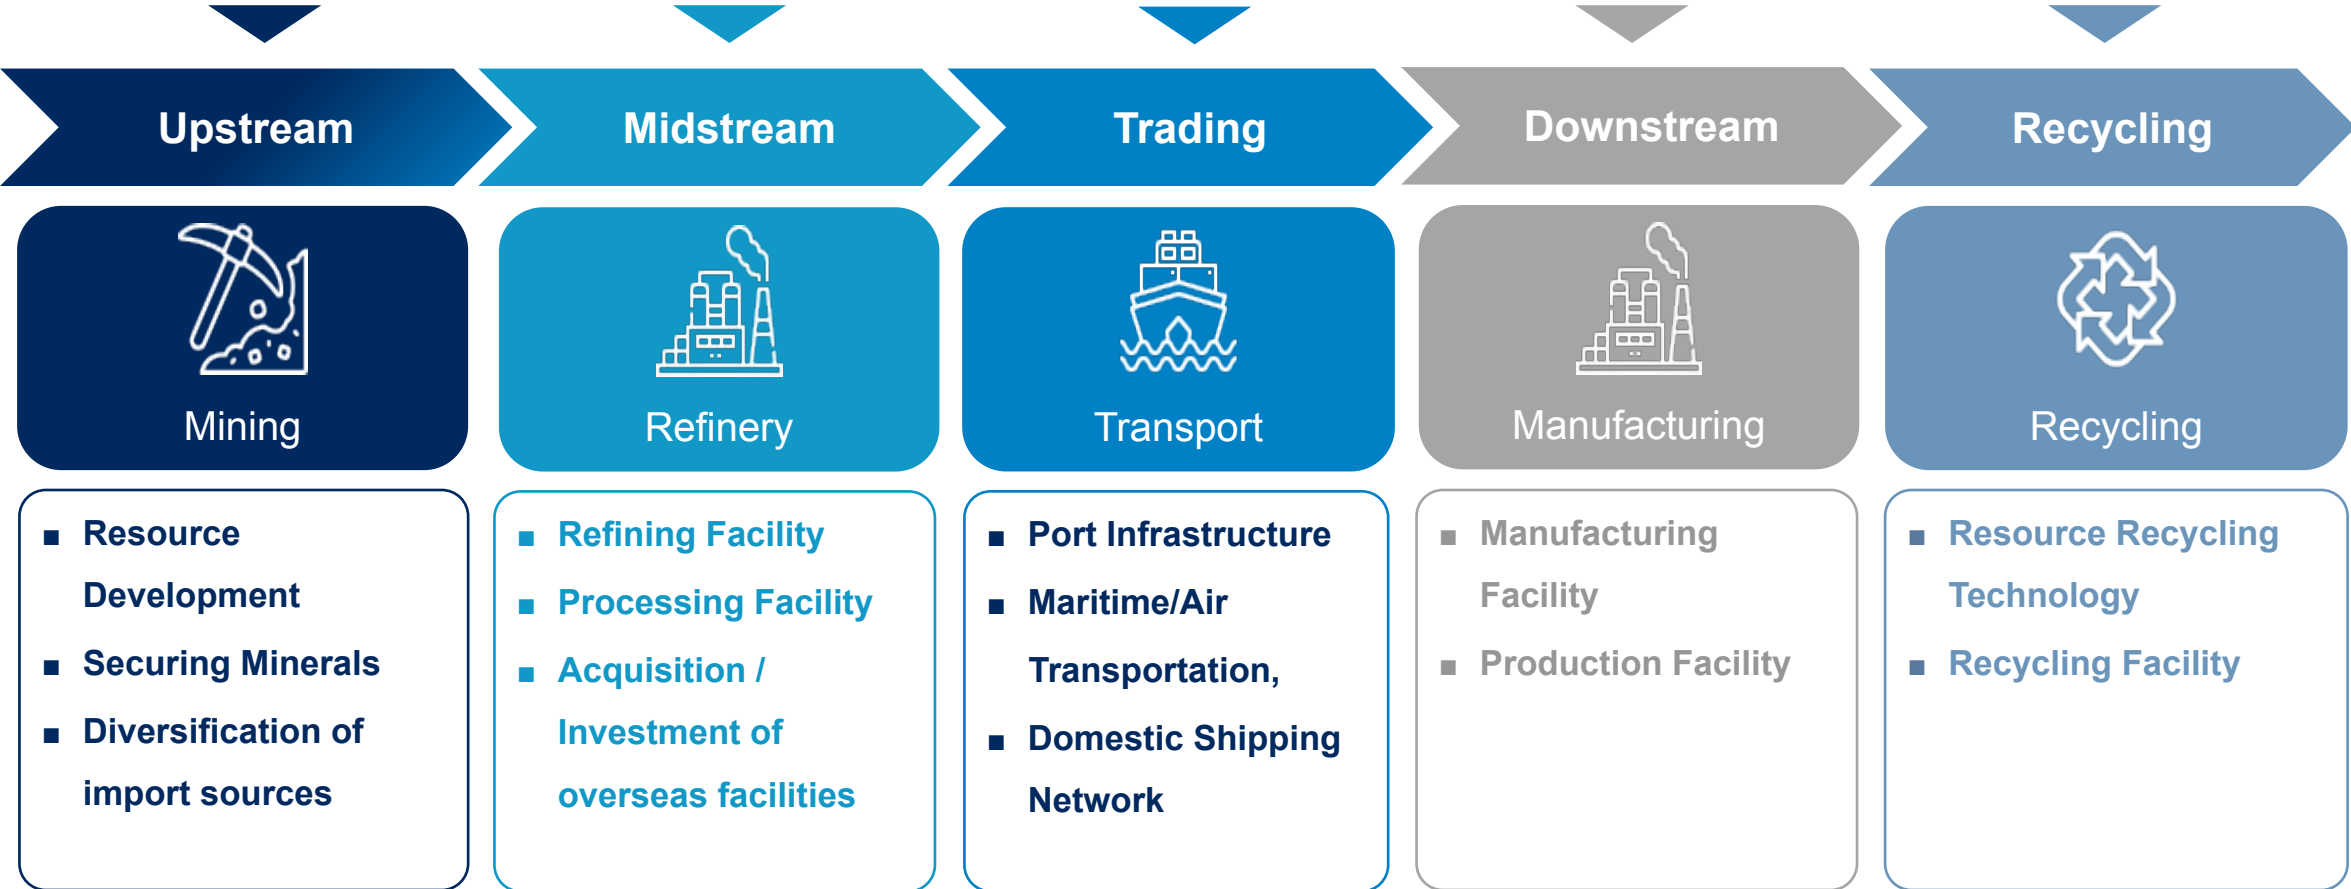 Upstream
Midstream
Trading
Downstream
Recycling
Mining
Refinery
Transport
Manufacturing
Recycling
■ Resource
Development
■ Securing Minerals
■ Diversification of
import sources
■ Refining Facility
■ Processing Facility
■ Acquisition /
Investment of
overseas facilities
■ Port Infrastructure
■ Maritime/Air
Transportation,
■ Domestic Shipping
Network
■ Manufacturing
Facility
■ Production Facility
■ Resource Recycling
Technology
■ Recycling Facility